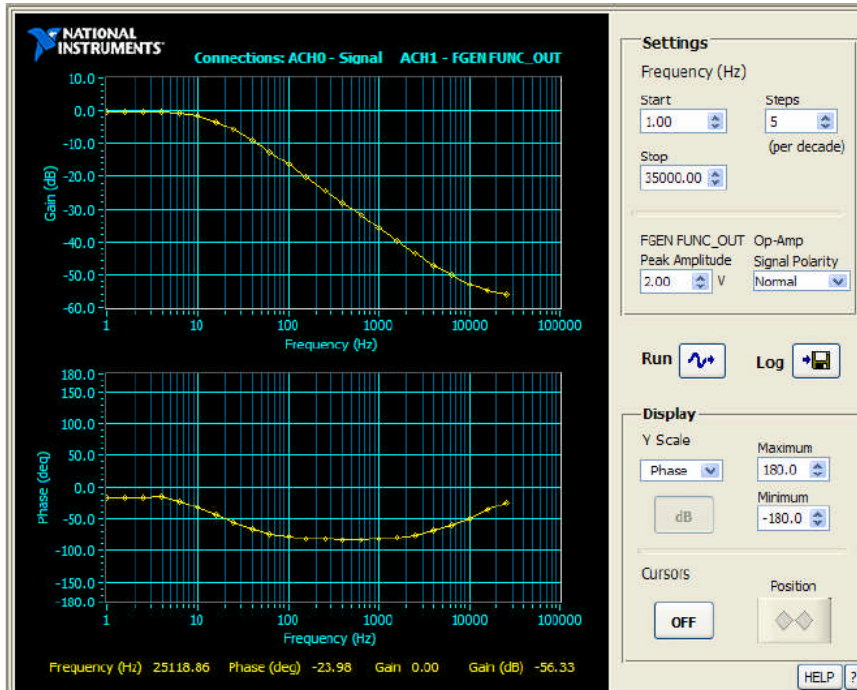 NATIONAL
INSTRUMENTS
Connections: ACH0 - Signal ACH1 - FGEN FUNC_OUT
10.0
0.0
-10.0
-20.0
-30.0
-40.0
-50.0
-60.0
Gain (dB)
1 10 100 1000 10000 100000
Frequency (Hz)
180.0
150.0
100.0
50.0
0.0
-50.0
-100.0
-150.0
-180.0
Phase (deg)
1 10 100 1000 10000 100000
Frequency (Hz)
Frequency (Hz) 25118.86 Phase (deg) -23.98 Gain 0.00 Gain (dB) -56.33
Settings
Frequency (Hz)
Start Steps
1.00 5
(per decade)
Stop
35000.00
FGEN FUNC_OUT Op-Amp
Peak Amplitude Signal Polarity
2.00 V Normal
Run Log
Display
Y Scale Maximum
Phase 180.0
Minimum
dB -180.0
Cursors Position
OFF
HELP ?